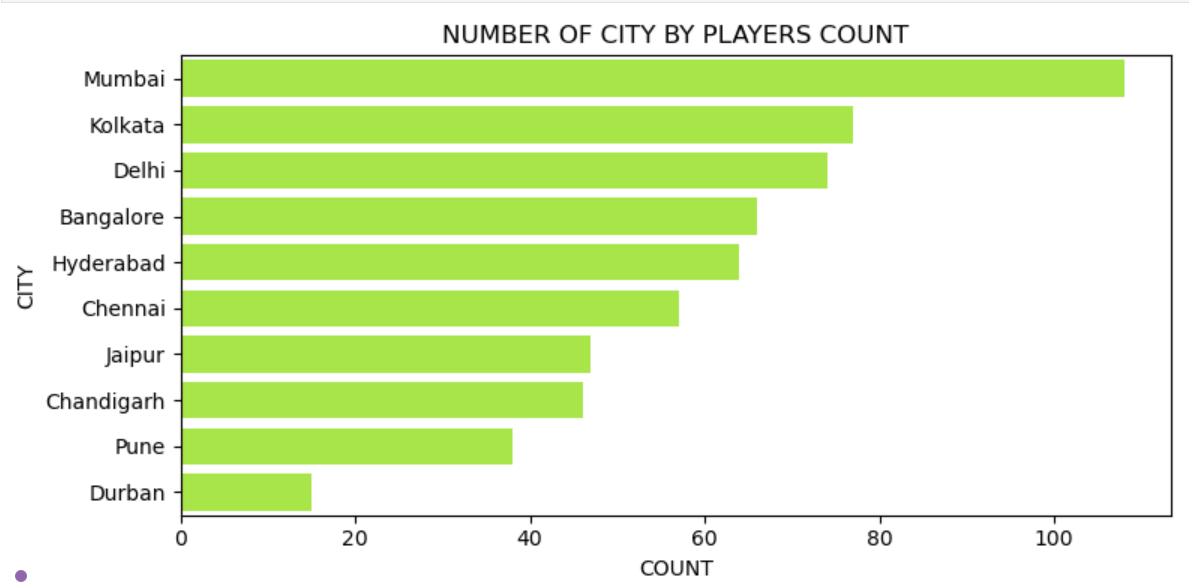 NUMBER OF CITY BY PLAYERS COUNT
Mumbai
Kolkata
Delhi
Bangalore
Hyderabad
Chennai
Jaipur
Chandigarh
Pune
Durban
CITY
0 20 40 60 80 100
COUNT